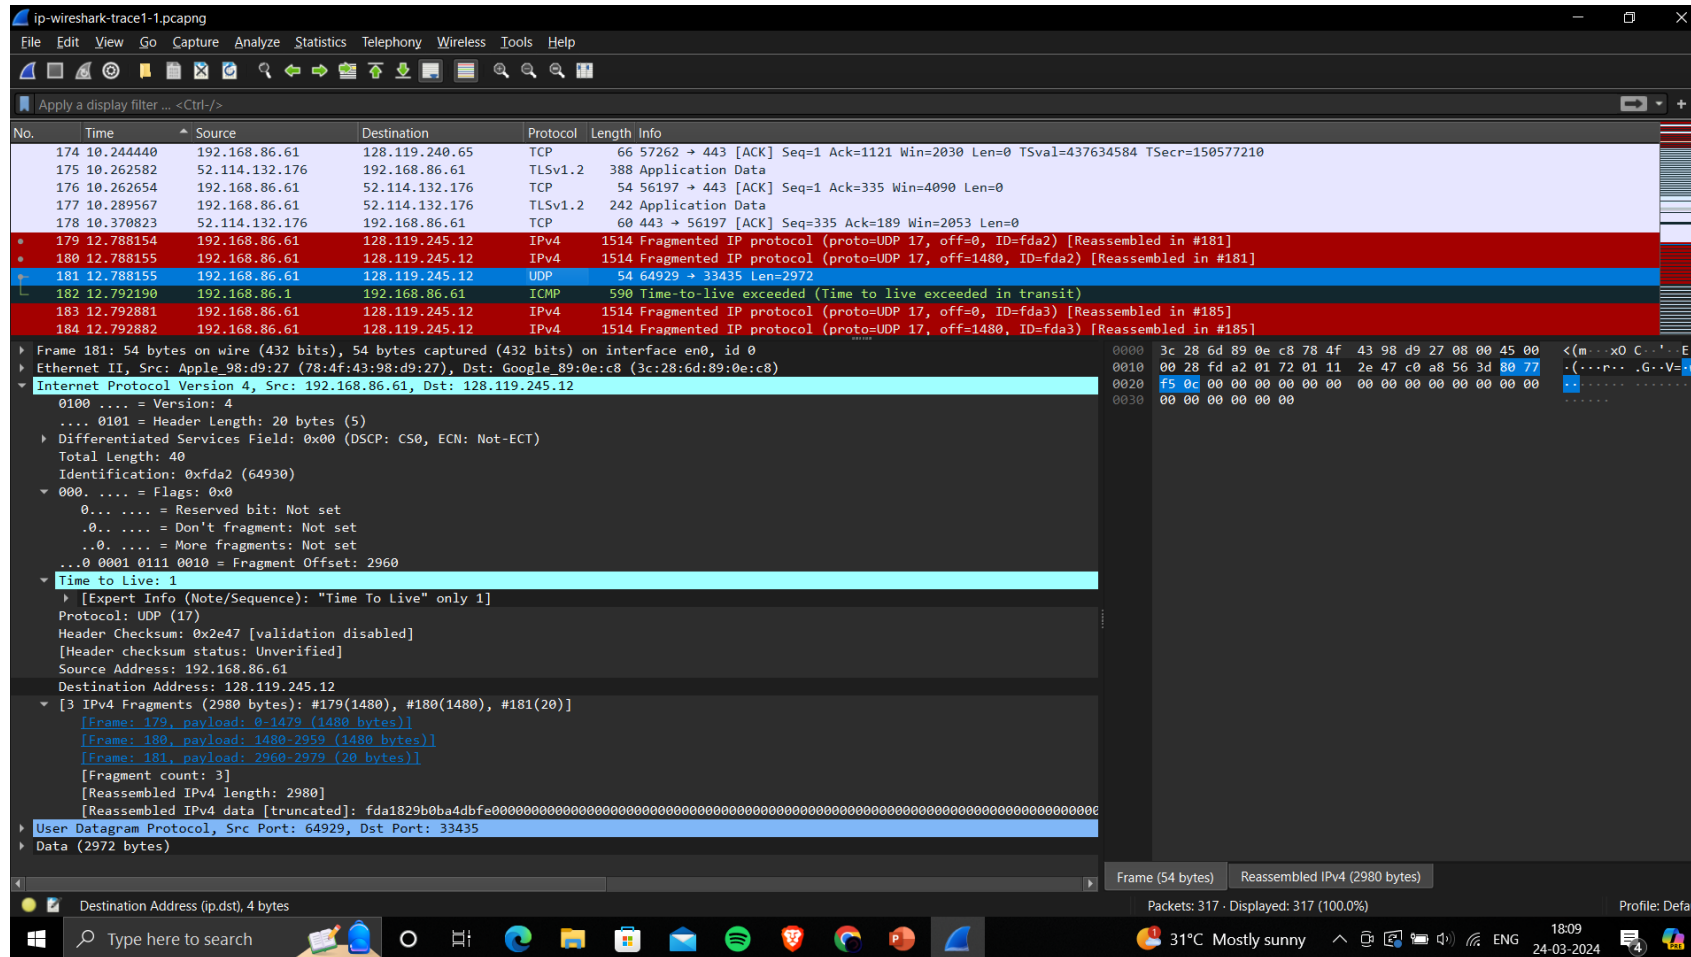 ip-wireshark-trace1-1.pcapng
File Edit View Go Capture Analyze Statistics Telephony Wireless Tools Help
Apply a display filter ... <Ctrl-/>
No. Time Source Destination Protocol Length Info
174 10.244440 192.168.86.61 128.119.240.65 TCP 66 57262 → 443 [ACK] Seq=1 Ack=1121 Win=2030 Len=0 TSval=437634584 TSecr=150577210
175 10.262582 52.114.132.176 192.168.86.61 TLSv1.2 388 Application Data
176 10.262654 192.168.86.61 52.114.132.176 TCP 54 56197 → 443 [ACK] Seq=1 Ack=335 Win=4090 Len=0
177 10.289567 192.168.86.61 52.114.132.176 TLSv1.2 242 Application Data
178 10.370823 52.114.132.176 192.168.86.61 TCP 60 443 → 56197 [ACK] Seq=335 Ack=189 Win=2053 Len=0
179 12.788154 192.168.86.61 128.119.245.12 IPv4 1514 Fragmented IP protocol (proto=UDP 17, off=0, ID=fda2) [Reassembled in #181]
180 12.788155 192.168.86.61 128.119.245.12 IPv4 1514 Fragmented IP protocol (proto=UDP 17, off=1480, ID=fda2) [Reassembled in #181]
181 12.788155 192.168.86.61 128.119.245.12 UDP 54 64929 → 33435 Len=2972
182 12.792190 192.168.86.1 192.168.86.61 ICMP 590 Time-to-live exceeded (Time to live exceeded in transit)
183 12.792881 192.168.86.61 128.119.245.12 IPv4 1514 Fragmented IP protocol (proto=UDP 17, off=0, ID=fda3) [Reassembled in #185]
184 12.792882 192.168.86.61 128.119.245.12 IPv4 1514 Fragmented IP protocol (proto=UDP 17, off=1480, ID=fda3) [Reassembled in #185]
Frame 181: 54 bytes on wire (432 bits), 54 bytes captured (432 bits) on interface en0, id 0
Ethernet II, Src: Apple_98:d9:27 (78:4f:43:98:d9:27), Dst: Google_89:0e:c8 (3c:28:6d:89:0e:c8)
Internet Protocol Version 4, Src: 192.168.86.61, Dst: 128.119.245.12
0100 .... = Version: 4
.... 0101 = Header Length: 20 bytes (5)
Differentiated Services Field: 0x00 (DSCP: CS0, ECN: Not-ECT)
Total Length: 40
Identification: 0xfda2 (64930)
000. .... = Flags: 0x0
0... .... = Reserved bit: Not set
.0.. .... = Don't fragment: Not set
..0. .... = More fragments: Not set
...0 0001 0111 0010 = Fragment Offset: 2960
Time to Live: 1
[Expert Info (Note/Sequence): "Time To Live" only 1]
Protocol: UDP (17)
Header Checksum: 0x2e47 [validation disabled]
[Header checksum status: Unverified]
Source Address: 192.168.86.61
Destination Address: 128.119.245.12
[3 IPv4 Fragments (2980 bytes): #179(1480), #180(1480), #181(20)]
[Frame: 179, payload: 0-1479 (1480 bytes)]
[Frame: 180, payload: 1480-2959 (1480 bytes)]
[Frame: 181, payload: 2960-2979 (20 bytes)]
[Fragment count: 3]
[Reassembled IPv4 length: 2980]
[Reassembled IPv4 data [truncated]: fda1829b0ba4dbfe00000000000000000000000000000000000000000000000000000000000000000000000000
User Datagram Protocol, Src Port: 64929, Dst Port: 33435
Data (2972 bytes)
0000 3c 28 6d 89 0e c8 78 4f 43 98 d9 27 08 00 45 00 <(m···xO C··'··E
0010 00 28 fd a2 01 72 01 11 2e 47 c0 a8 56 3d 80 77 ·(···r·· .G··V=·
0020 f5 0c 00 00 00 00 00 00 00 00 00 00 00 00 00 00 ········ ·······
0030 00 00 00 00 00 00 ······
Frame (54 bytes) Reassembled IPv4 (2980 bytes)
Destination Address (ip.dst), 4 bytes Packets: 317 · Displayed: 317 (100.0%) Profile: Defa
Type here to search 1 31°C Mostly sunny ENG 18:09
24-03-2024 4 PRE